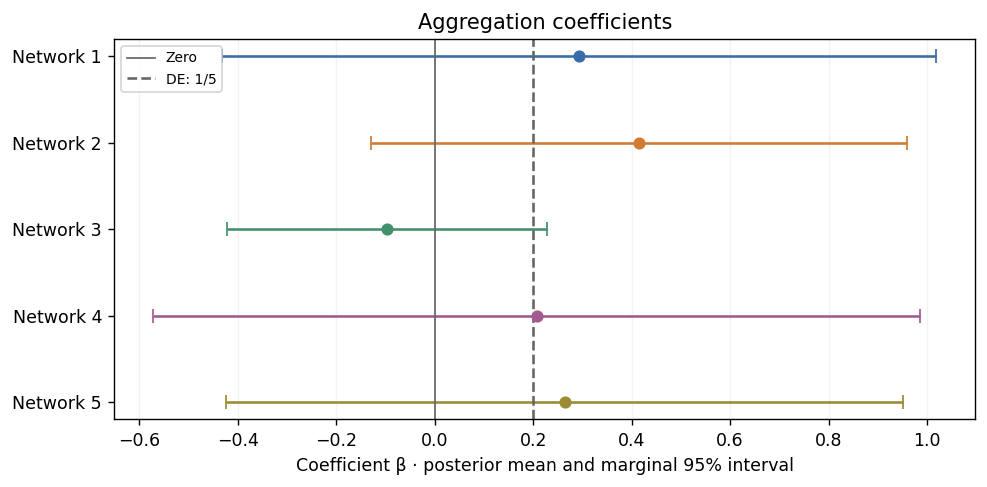 Aggregation coefficients
Zero
DE: 1/5
Network 1
Network 2
Network 3
Network 4
Network 5
−0.6 −0.4 −0.2 0.0 0.2 0.4 0.6 0.8 1.0
Coefficient β · posterior mean and marginal 95% interval